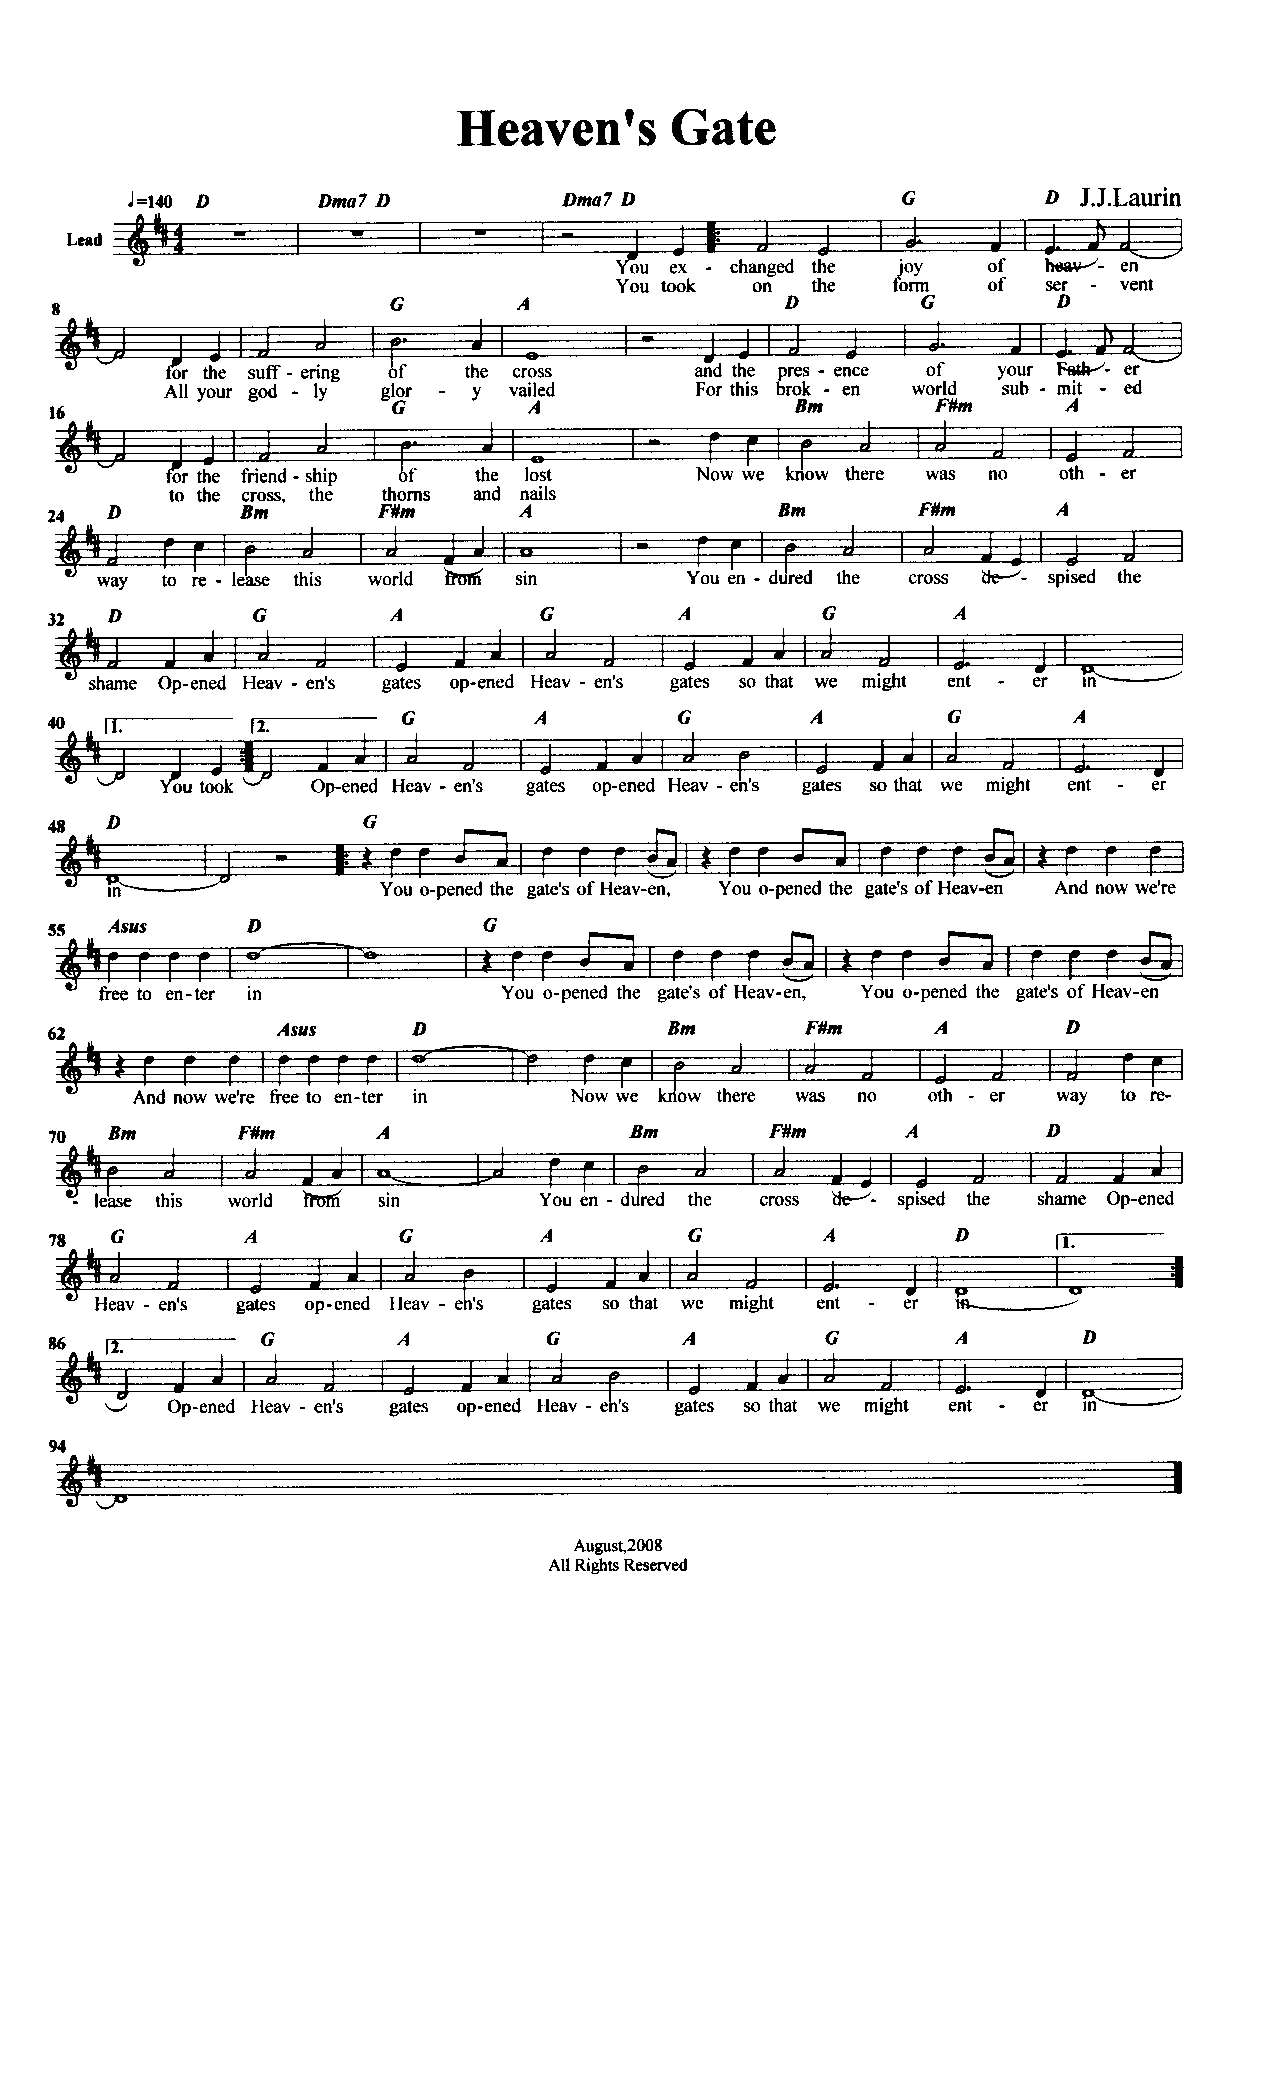 Heaven's Gate
♩=140 D Dma7 D Dma7 D G D J.J.Laurin
Lead
You ex - changed the joy of heav - en
You took on the form of ser - vent
8 G A D G D
for the suff - ering of the cross and the pres - ence of your Fath - er
All your god - ly glor - y vailed For this brok - en world sub - mit - ed
16 G A Bm F#m A
for the friend - ship of the lost Now we know there was no oth - er
to the cross, the thorns and nails
24 D Bm F#m A Bm F#m A
way to re - lease this world from sin You en - dured the cross de - spised the
32 D G A G A G A
shame Op-ened Heav - en's gates op-ened Heav - en's gates so that we might ent - er in
40 1. 2. G A G A G A
You took Op-ened Heav - en's gates op-ened Heav - en's gates so that we might ent - er
48 D G
in You o-pened the gate's of Heav-en, You o-pened the gate's of Heav-en And now we're
55 Asus D G
free to en-ter in You o-pened the gate's of Heav-en, You o-pened the gate's of Heav-en
62 Asus D Bm F#m A D
And now we're free to en-ter in Now we know there was no oth - er way to re-
70 Bm F#m A Bm F#m A D
- lease this world from sin You en - dured the cross de - spised the shame Op-ened
78 G A G A G A D 1.
Heav - en's gates op-ened Heav - en's gates so that we might ent - er in
86 2. G A G A G A D
Op-ened Heav - en's gates op-ened Heav - en's gates so that we might ent - er in
94
August,2008
All Rights Reserved